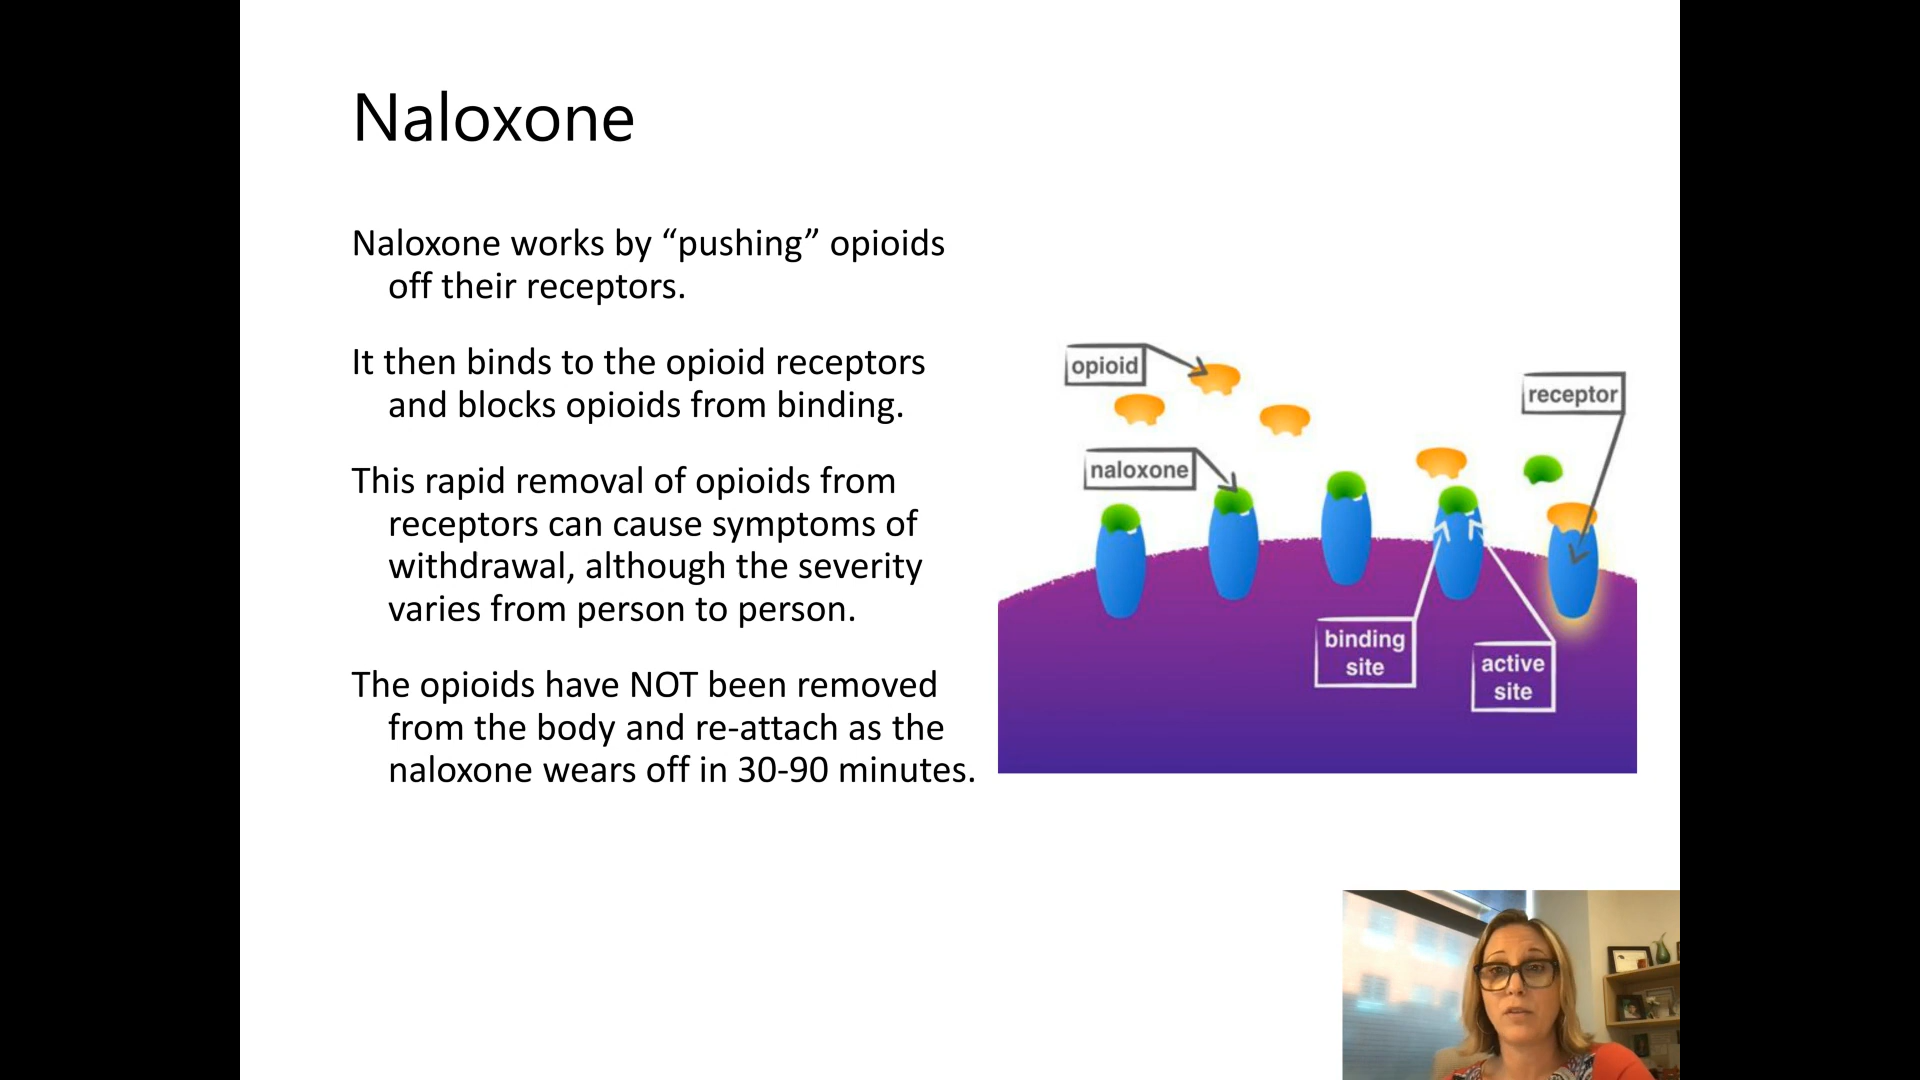 Naloxone
Naloxone works by “pushing” opioids
off their receptors.
It then binds to the opioid receptors
and blocks opioids from binding.
This rapid removal of opioids from
receptors can cause symptoms of
withdrawal, although the severity
varies from person to person.
The opioids have NOT been removed
from the body and re-attach as the
naloxone wears off in 30-90 minutes.
opioid
receptor
naloxone
binding
site
active
site